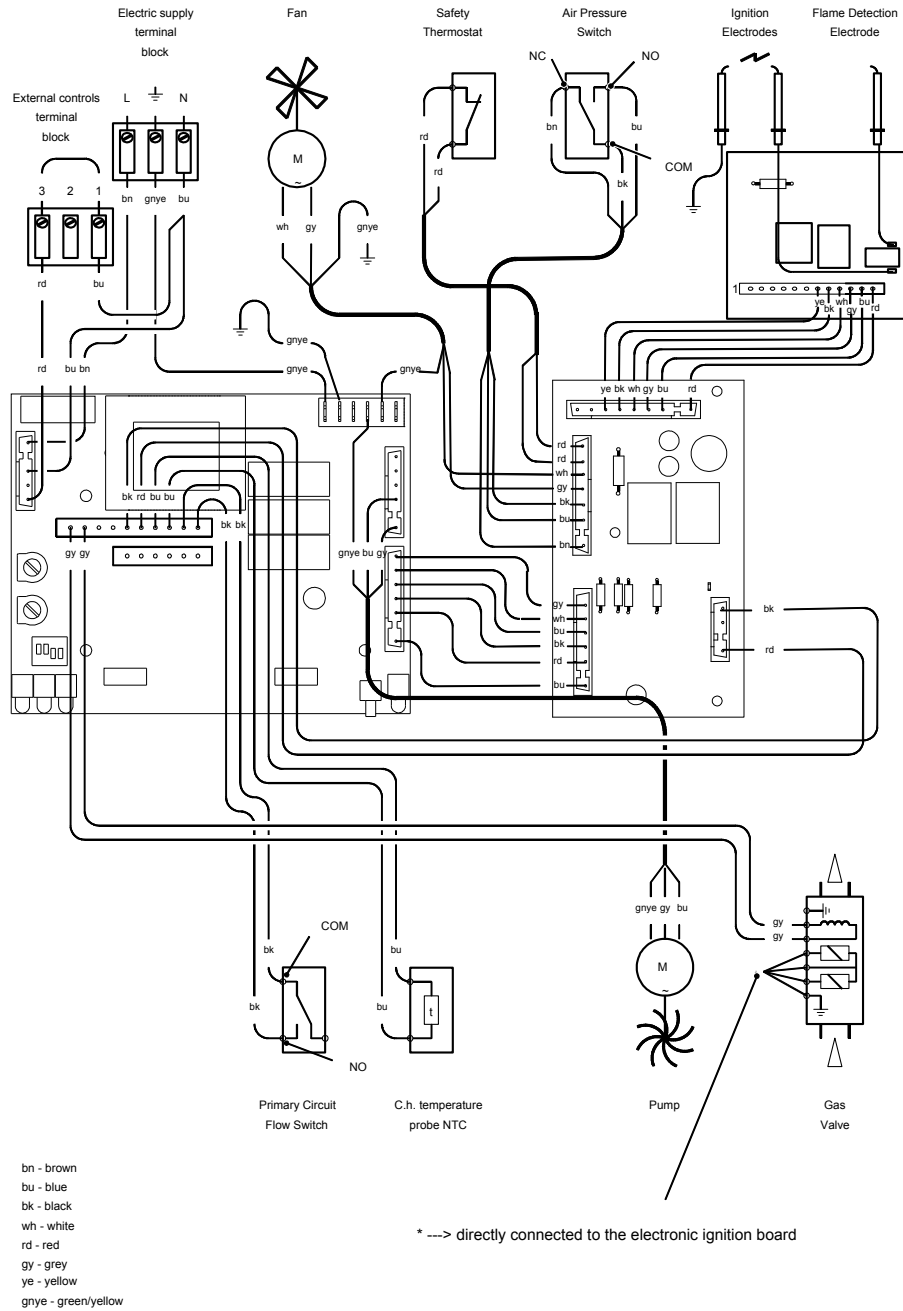 Electric supply
terminal
block
Fan
Safety
Thermostat
Air Pressure
Switch
Ignition
Electrodes
Flame Detection
Electrode
NC
NO
External controls
terminal
block
L
N
3
2
1
M
~
rd
rd
bn
bu
COM
bk
bn
gnye
bu
wh
gy
gnye
rd
bu
1
ye
bk
wh
gy
bu
rd
gnye
rd
bu
bn
gnye
gnye
ye bk wh gy bu
rd
rd
rd
wh
gy
bk
bu
bn
bk rd bu bu
bk bk
gy gy
gnye bu gy
gy
wh
bu
bk
rd
bu
bk
rd
gnye gy bu
gy
gy
COM
bk
bu
M
~
bk
bu
t
NO
Primary Circuit
Flow Switch
C.h. temperature
probe NTC
Pump
Gas
Valve
bn - brown
bu - blue
bk - black
wh - white
rd - red
gy - grey
ye - yellow
gnye - green/yellow
* ---> directly connected to the electronic ignition board